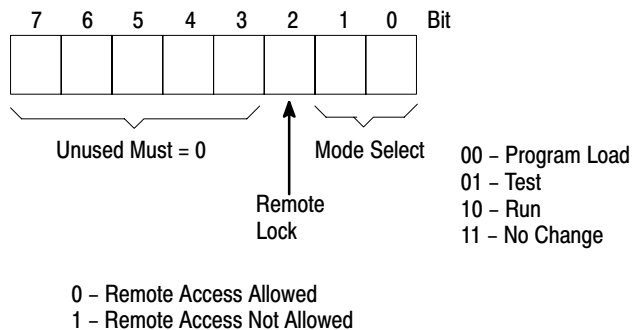 7 6 5 4 3 2 1 0 Bit
Unused Must = 0
Mode Select
00 – Program Load
01 – Test
10 – Run
11 – No Change
Remote
Lock
0 – Remote Access Allowed
1 – Remote Access Not Allowed